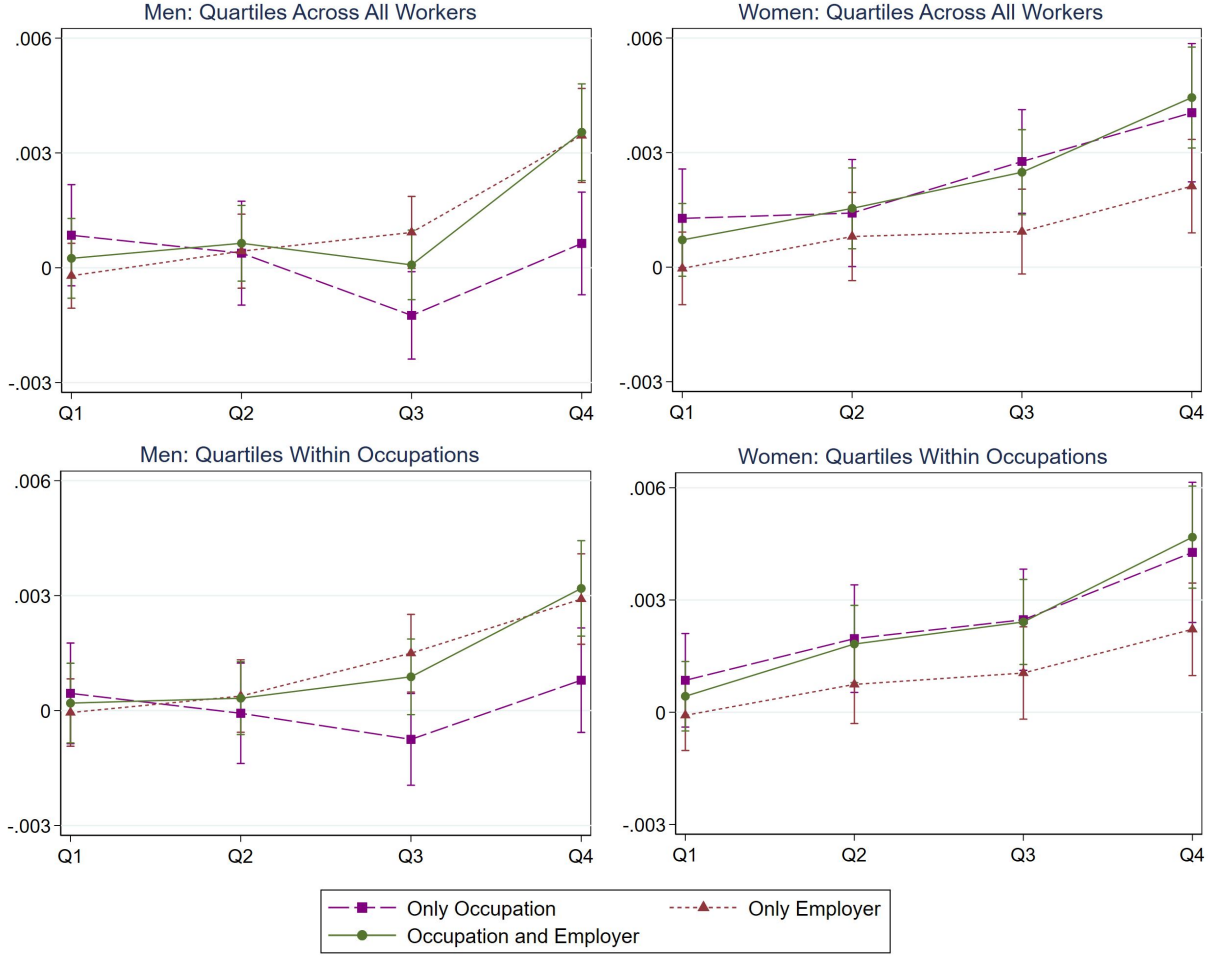 Men: Quartiles Across All Workers
.006
.003
0
-.003
Q1 Q2 Q3 Q4
Women: Quartiles Across All Workers
.006
.003
0
-.003
Q1 Q2 Q3 Q4
Men: Quartiles Within Occupations
.006
.003
0
-.003
Q1 Q2 Q3 Q4
Women: Quartiles Within Occupations
.006
.003
0
-.003
Q1 Q2 Q3 Q4
Only Occupation Only Employer
Occupation and Employer